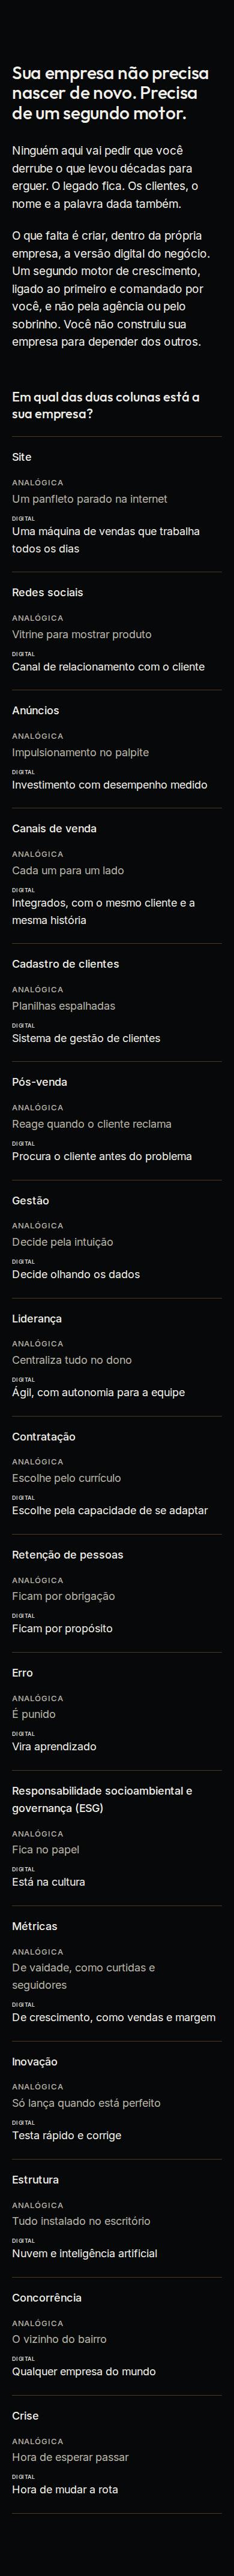 Sua empresa não precisa
nascer de novo. Precisa
de um segundo motor.
Ninguém aqui vai pedir que você
derrube o que levou décadas para
erguer. O legado fica. Os clientes, o
nome e a palavra dada também.
O que falta é criar, dentro da própria
empresa, a versão digital do negócio.
Um segundo motor de crescimento,
ligado ao primeiro e comandado por
você, e não pela agência ou pelo
sobrinho. Você não construiu sua
empresa para depender dos outros.
Em qual das duas colunas está a
sua empresa?
Site
ANALÓGICA
Um panfleto parado na internet
DIGITAL
Uma máquina de vendas que trabalha
todos os dias
Redes sociais
ANALÓGICA
Vitrine para mostrar produto
DIGITAL
Canal de relacionamento com o cliente
Anúncios
ANALÓGICA
Impulsionamento no palpite
DIGITAL
Investimento com desempenho medido
Canais de venda
ANALÓGICA
Cada um para um lado
DIGITAL
Integrados, com o mesmo cliente e a
mesma história
Cadastro de clientes
ANALÓGICA
Planilhas espalhadas
DIGITAL
Sistema de gestão de clientes
Pós-venda
ANALÓGICA
Reage quando o cliente reclama
DIGITAL
Procura o cliente antes do problema
Gestão
ANALÓGICA
Decide pela intuição
DIGITAL
Decide olhando os dados
Liderança
ANALÓGICA
Centraliza tudo no dono
DIGITAL
Ágil, com autonomia para a equipe
Contratação
ANALÓGICA
Escolhe pelo currículo
DIGITAL
Escolhe pela capacidade de se adaptar
Retenção de pessoas
ANALÓGICA
Ficam por obrigação
DIGITAL
Ficam por propósito
Erro
ANALÓGICA
É punido
DIGITAL
Vira aprendizado
Responsabilidade socioambiental e
governança (ESG)
ANALÓGICA
Fica no papel
DIGITAL
Está na cultura
Métricas
ANALÓGICA
De vaidade, como curtidas e
seguidores
DIGITAL
De crescimento, como vendas e margem
Inovação
ANALÓGICA
Só lança quando está perfeito
DIGITAL
Testa rápido e corrige
Estrutura
ANALÓGICA
Tudo instalado no escritório
DIGITAL
Nuvem e inteligência artificial
Concorrência
ANALÓGICA
O vizinho do bairro
DIGITAL
Qualquer empresa do mundo
Crise
ANALÓGICA
Hora de esperar passar
DIGITAL
Hora de mudar a rota